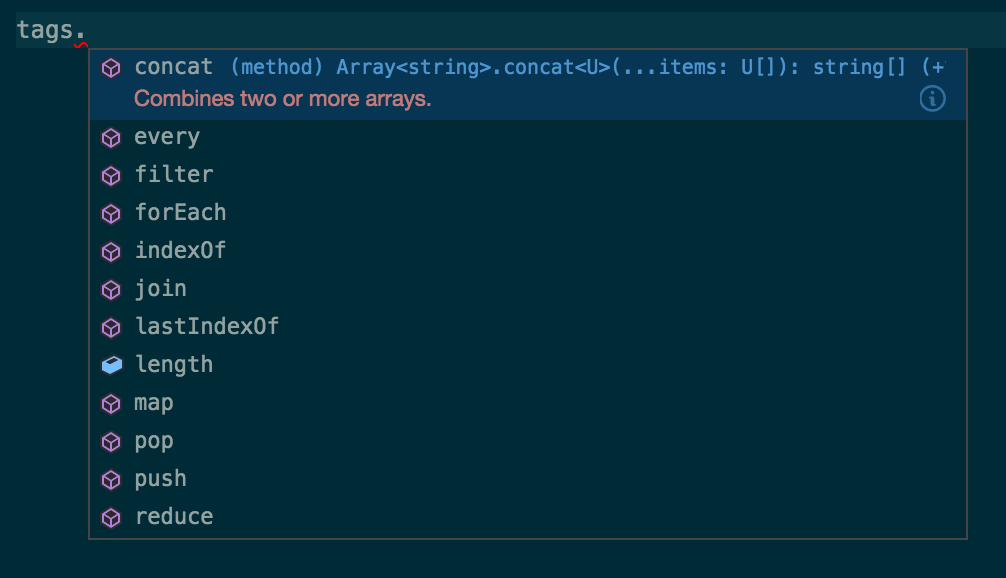 tags.
concat (method) Array<string>.concat<U>(...items: U[]): string[] (+
Combines two or more arrays.
every
filter
forEach
indexOf
join
lastIndexOf
length
map
pop
push
reduce